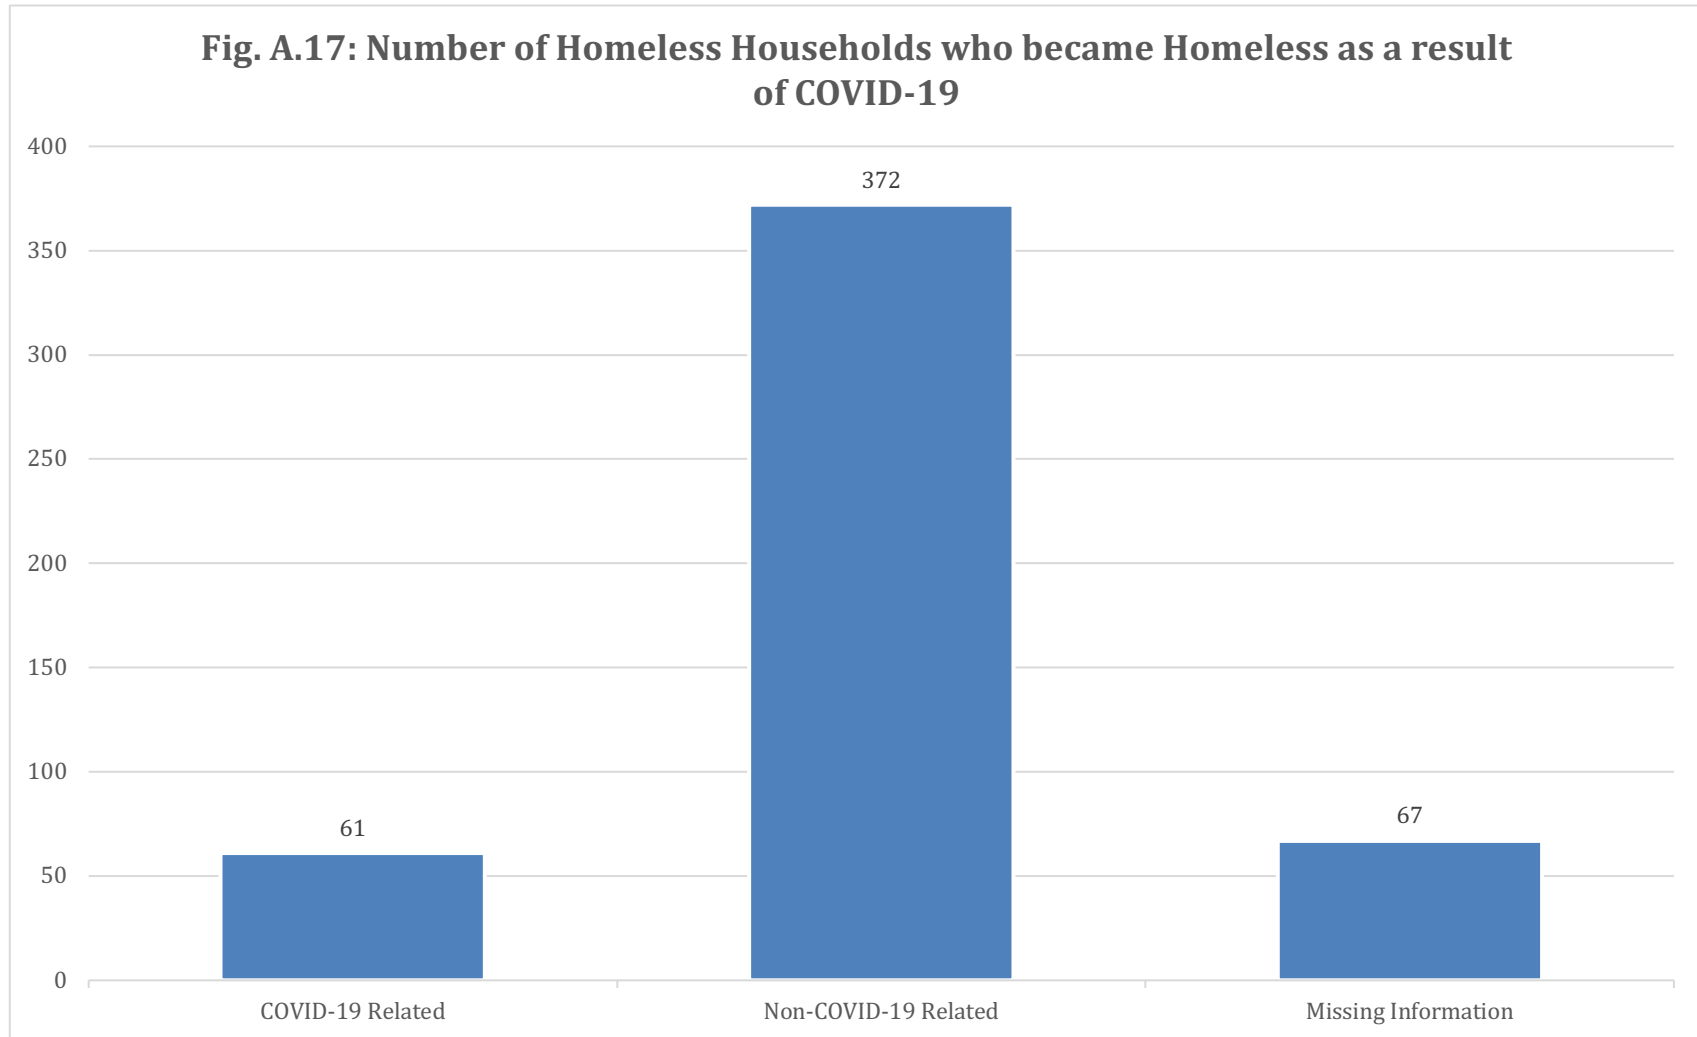 Fig. A.17: Number of Homeless Households who became Homeless as a result
of COVID-19
400
350
300
250
200
150
100
50
0
372
61
67
COVID-19 Related
Non-COVID-19 Related
Missing Information